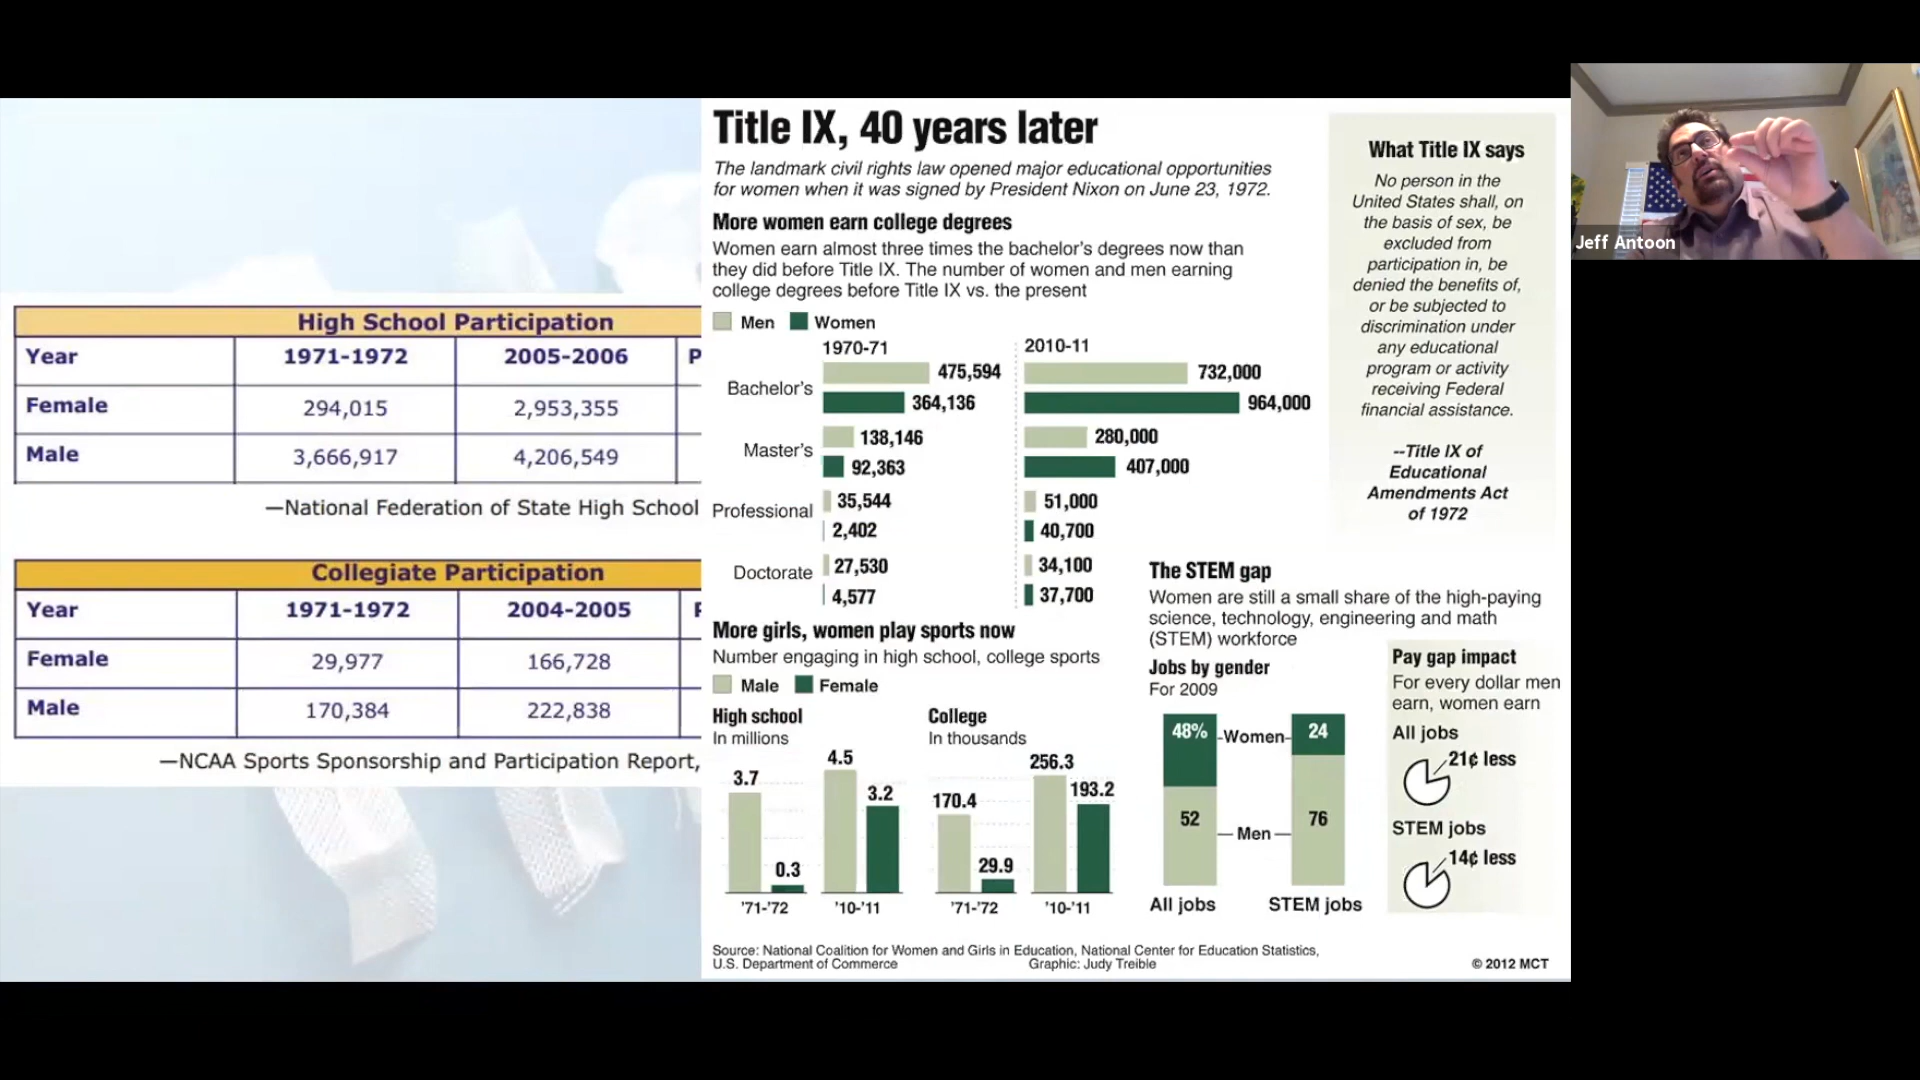 High School Participation
Year 1971-1972 2005-2006 P
Female 294,015 2,953,355
Male 3,666,917 4,206,549
—National Federation of State High School
Collegiate Participation
Year 1971-1972 2004-2005
Female 29,977 166,728
Male 170,384 222,838
—NCAA Sports Sponsorship and Participation Report,
Title IX, 40 years later
The landmark civil rights law opened major educational opportunities
for women when it was signed by President Nixon on June 23, 1972.
More women earn college degrees
Women earn almost three times the bachelor's degrees now than
they did before Title IX. The number of women and men earning
college degrees before Title IX vs. the present
Men Women
1970-71 2010-11
Bachelor's 475,594 732,000
364,136 964,000
Master's 138,146 280,000
92,363 407,000
Professional 35,544 51,000
2,402 40,700
Doctorate 27,530 34,100
4,577 37,700
More girls, women play sports now
Number engaging in high school, college sports
Male Female
High school
In millions
3.7
0.3
4.5
3.2
'71-'72 '10-'11
College
In thousands
170.4
29.9
256.3
193.2
'71-'72 '10-'11
What Title IX says
No person in the
United States shall, on
the basis of sex, be
excluded from
participation in, be
denied the benefits of,
or be subjected to
discrimination under
any educational
program or activity
receiving Federal
financial assistance.
--Title IX of
Educational
Amendments Act
of 1972
The STEM gap
Women are still a small share of the high-paying
science, technology, engineering and math
(STEM) workforce
Jobs by gender
For 2009
48% Women 24
52 Men 76
All jobs STEM jobs
Pay gap impact
For every dollar men
earn, women earn
All jobs
21¢ less
STEM jobs
14¢ less
Source: National Coalition for Women and Girls in Education, National Center for Education Statistics,
U.S. Department of Commerce Graphic: Judy Treible © 2012 MCT
Jeff Antoon